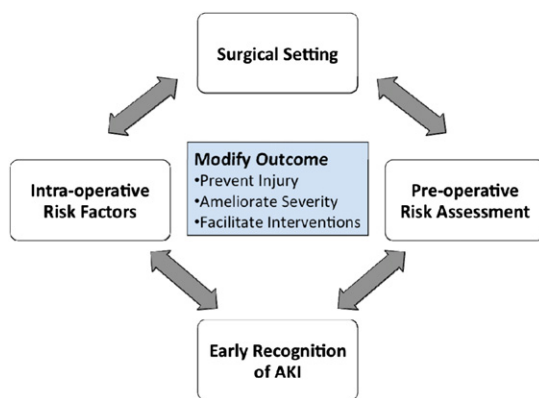 Surgical Setting
Modify Outcome
•Prevent Injury
•Ameliorate Severity
•Facilitate Interventions
Intra-operative
Risk Factors
Pre-operative
Risk Assessment
Early Recognition
of AKI